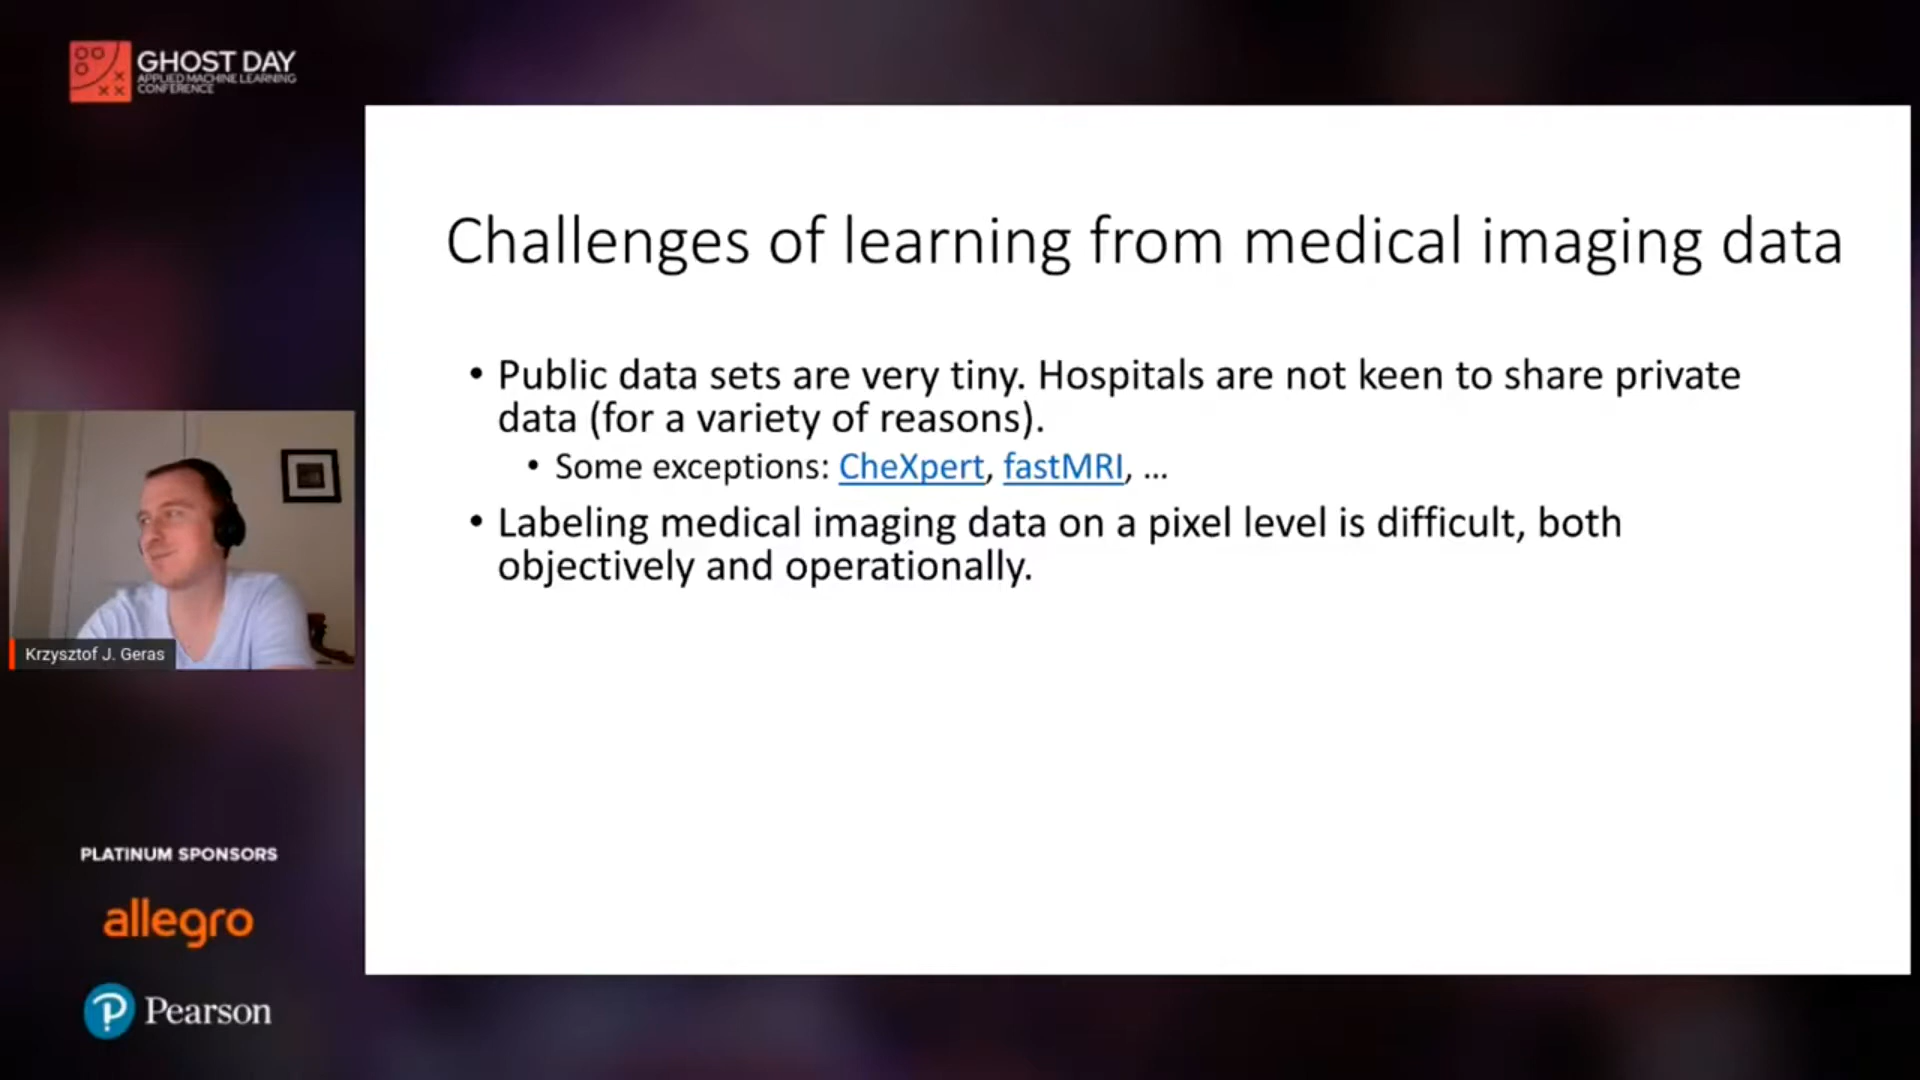 GHOST DAY
APPLIED MACHINE LEARNING
CONFERENCE
Challenges of learning from medical imaging data
• Public data sets are very tiny. Hospitals are not keen to share private
data (for a variety of reasons).
• Some exceptions: CheXpert, fastMRI, ...
• Labeling medical imaging data on a pixel level is difficult, both
objectively and operationally.
Krzysztof J. Geras
PLATINUM SPONSORS
allegro
Pearson